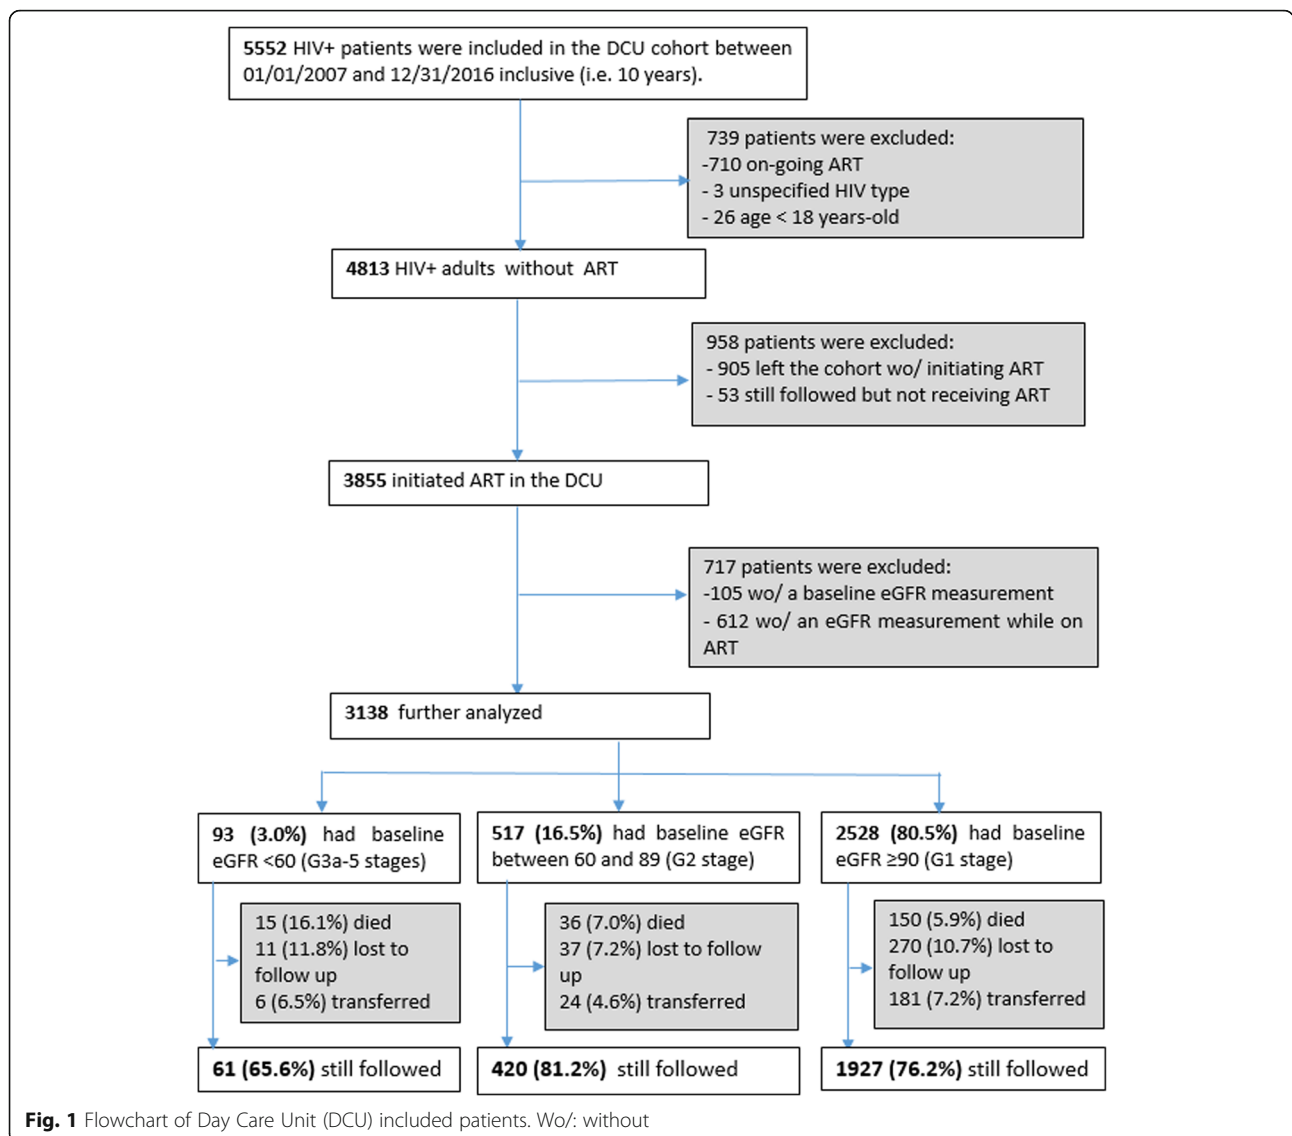 5552 HIV+ patients were included in the DCU cohort between
01/01/2007 and 12/31/2016 inclusive (i.e. 10 years).
739 patients were excluded:
-710 on-going ART
- 3 unspecified HIV type
- 26 age < 18 years-old
4813 HIV+ adults without ART
958 patients were excluded:
- 905 left the cohort wo/ initiating ART
- 53 still followed but not receiving ART
3855 initiated ART in the DCU
717 patients were excluded:
-105 wo/ a baseline eGFR measurement
- 612 wo/ an eGFR measurement while on
ART
3138 further analyzed
93 (3.0%) had baseline
eGFR <60 (G3a-5 stages)
517 (16.5%) had baseline eGFR
between 60 and 89 (G2 stage)
2528 (80.5%) had baseline
eGFR ≥90 (G1 stage)
15 (16.1%) died
11 (11.8%) lost to
follow up
6 (6.5%) transferred
36 (7.0%) died
37 (7.2%) lost to follow
up
24 (4.6%) transferred
150 (5.9%) died
270 (10.7%) lost to
follow up
181 (7.2%) transferred
61 (65.6%) still followed
420 (81.2%) still followed
1927 (76.2%) still followed
Fig. 1 Flowchart of Day Care Unit (DCU) included patients. Wo/: without